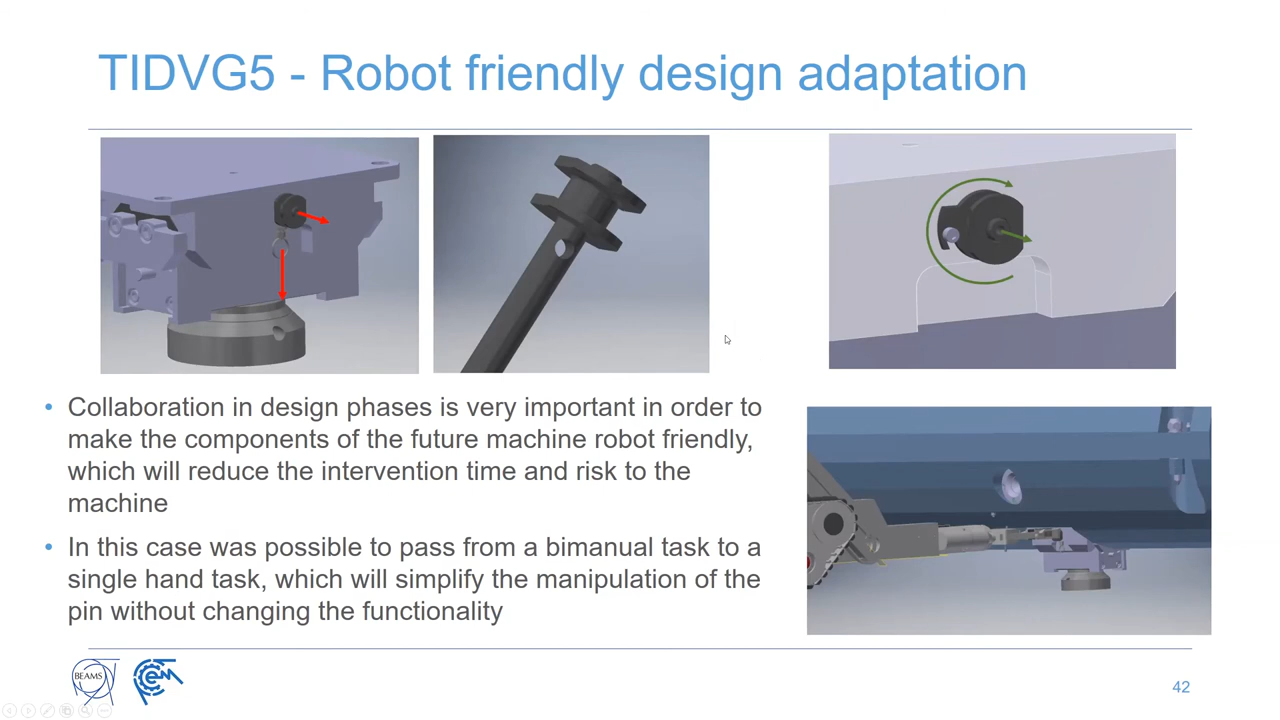 TIDVG5 - Robot friendly design adaptation
• Collaboration in design phases is very important in order to
make the components of the future machine robot friendly,
which will reduce the intervention time and risk to the
machine
• In this case was possible to pass from a bimanual task to a
single hand task, which will simplify the manipulation of the
pin without changing the functionality
BEAMS
42